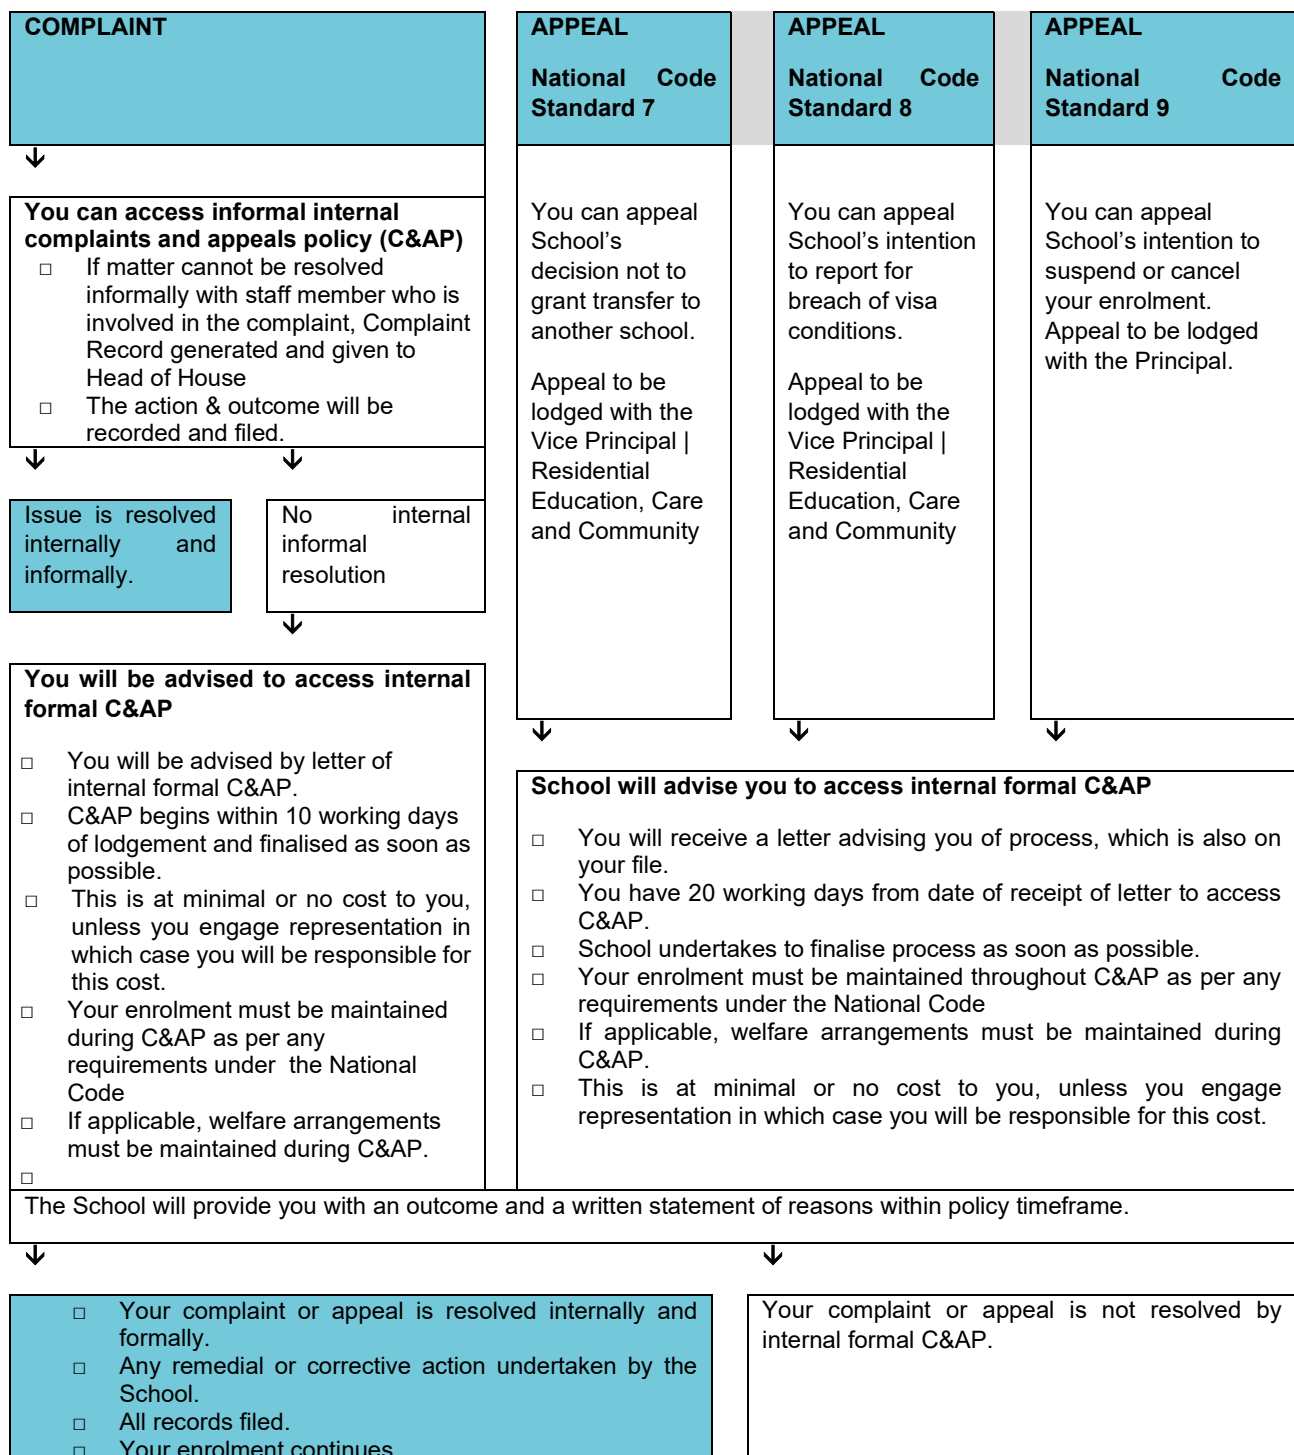 COMPLAINT
You can access informal internal
complaints and appeals policy (C&AP)
□ If matter cannot be resolved
informally with staff member who is
involved in the complaint, Complaint
Record generated and given to
Head of House
□ The action & outcome will be
recorded and filed.
Issue is resolved
internally and
informally.
No internal
informal
resolution
You will be advised to access internal
formal C&AP
□ You will be advised by letter of
internal formal C&AP.
□ C&AP begins within 10 working days
of lodgement and finalised as soon as
possible.
□ This is at minimal or no cost to you,
unless you engage representation in
which case you will be responsible for
this cost.
□ Your enrolment must be maintained
during C&AP as per any
requirements under the National
Code
□ If applicable, welfare arrangements
must be maintained during C&AP.
□
APPEAL
National Code
Standard 7
You can appeal
School’s
decision not to
grant transfer to
another school.
Appeal to be
lodged with the
Vice Principal |
Residential
Education, Care
and Community
APPEAL
National Code
Standard 8
You can appeal
School’s intention
to report for
breach of visa
conditions.
Appeal to be
lodged with the
Vice Principal |
Residential
Education, Care
and Community
APPEAL
National Code
Standard 9
You can appeal
School’s intention to
suspend or cancel
your enrolment.
Appeal to be lodged
with the Principal.
School will advise you to access internal formal C&AP
□ You will receive a letter advising you of process, which is also on
your file.
□ You have 20 working days from date of receipt of letter to access
C&AP.
□ School undertakes to finalise process as soon as possible.
□ Your enrolment must be maintained throughout C&AP as per any
requirements under the National Code
□ If applicable, welfare arrangements must be maintained during
C&AP.
□ This is at minimal or no cost to you, unless you engage
representation in which case you will be responsible for this cost.
The School will provide you with an outcome and a written statement of reasons within policy timeframe.
□ Your complaint or appeal is resolved internally and
formally.
□ Any remedial or corrective action undertaken by the
School.
□ All records filed.
□ Your enrolment continues
Your complaint or appeal is not resolved by
internal formal C&AP.